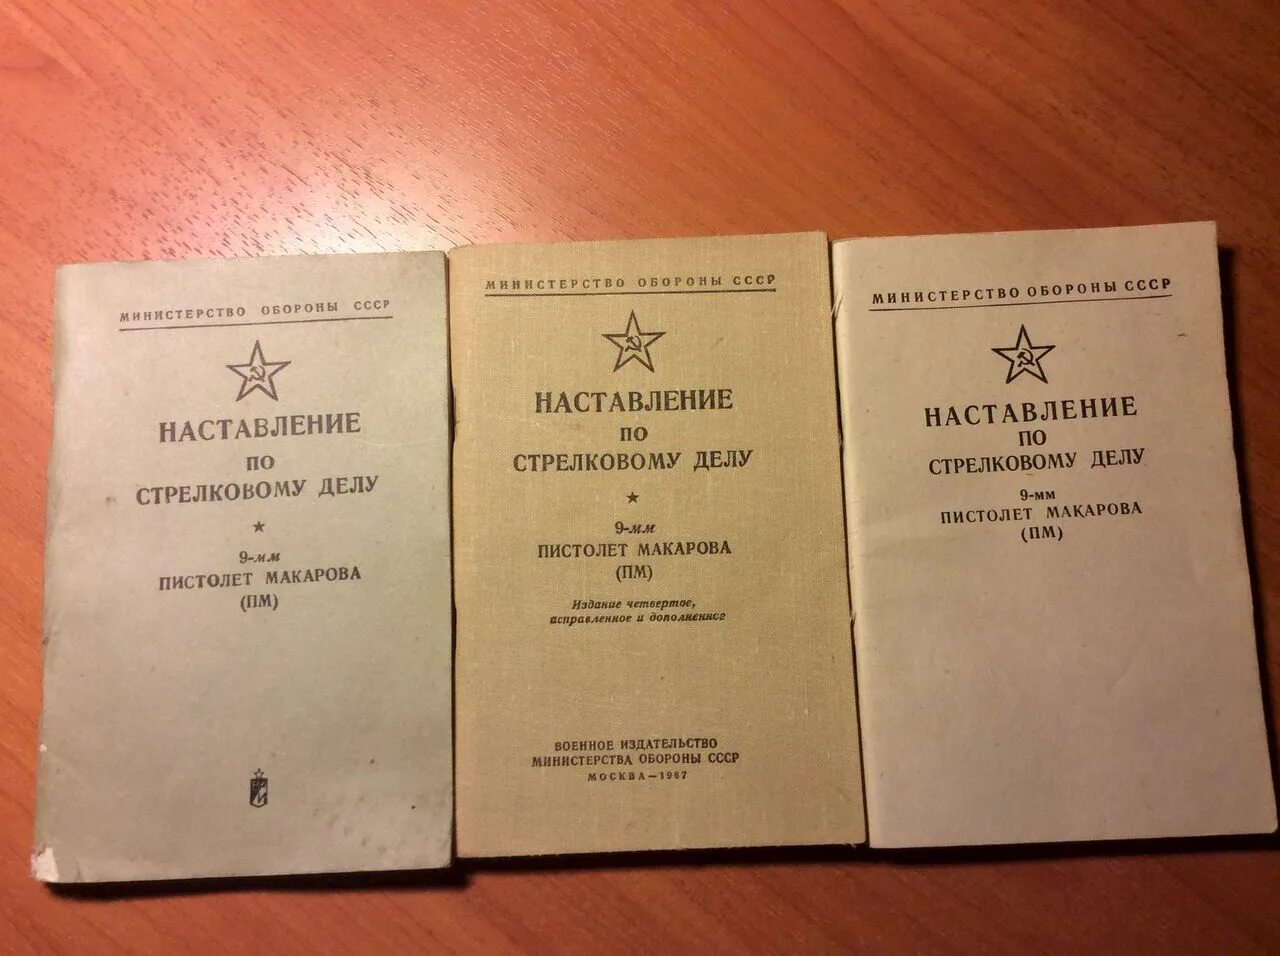 МИНИСТЕРСТВО ОБОРОНЫ СССР
НАСТАВЛЕНИЕ
ПО
СТРЕЛКОВОМУ ДЕЛУ
9-мм
ПИСТОЛЕТ МАКАРОВА
(ПМ)
МИНИСТЕРСТВО ОБОРОНЫ СССР
НАСТАВЛЕНИЕ
ПО
СТРЕЛКОВОМУ ДЕЛУ
9-мм
ПИСТОЛЕТ МАКАРОВА
(ПМ)
Издание четвертое,
исправленное и дополненное
ВОЕННОЕ ИЗДАТЕЛЬСТВО
МИНИСТЕРСТВА ОБОРОНЫ СССР
МОСКВА—1967
МИНИСТЕРСТВО ОБОРОНЫ СССР
НАСТАВЛЕНИЕ
ПО
СТРЕЛКОВОМУ ДЕЛУ
9-мм
ПИСТОЛЕТ МАКАРОВА
(ПМ)